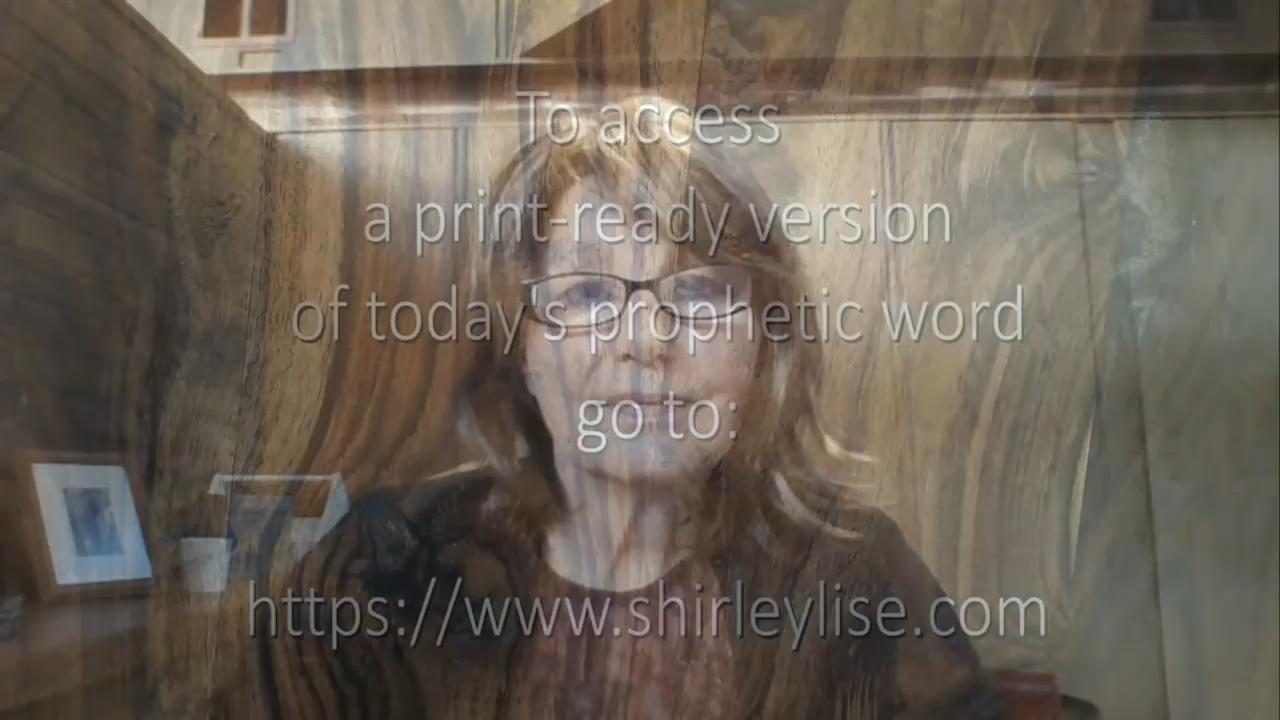 To access
a print-ready version
of today's prophetic word
go to:
https://www.shirleylise.com